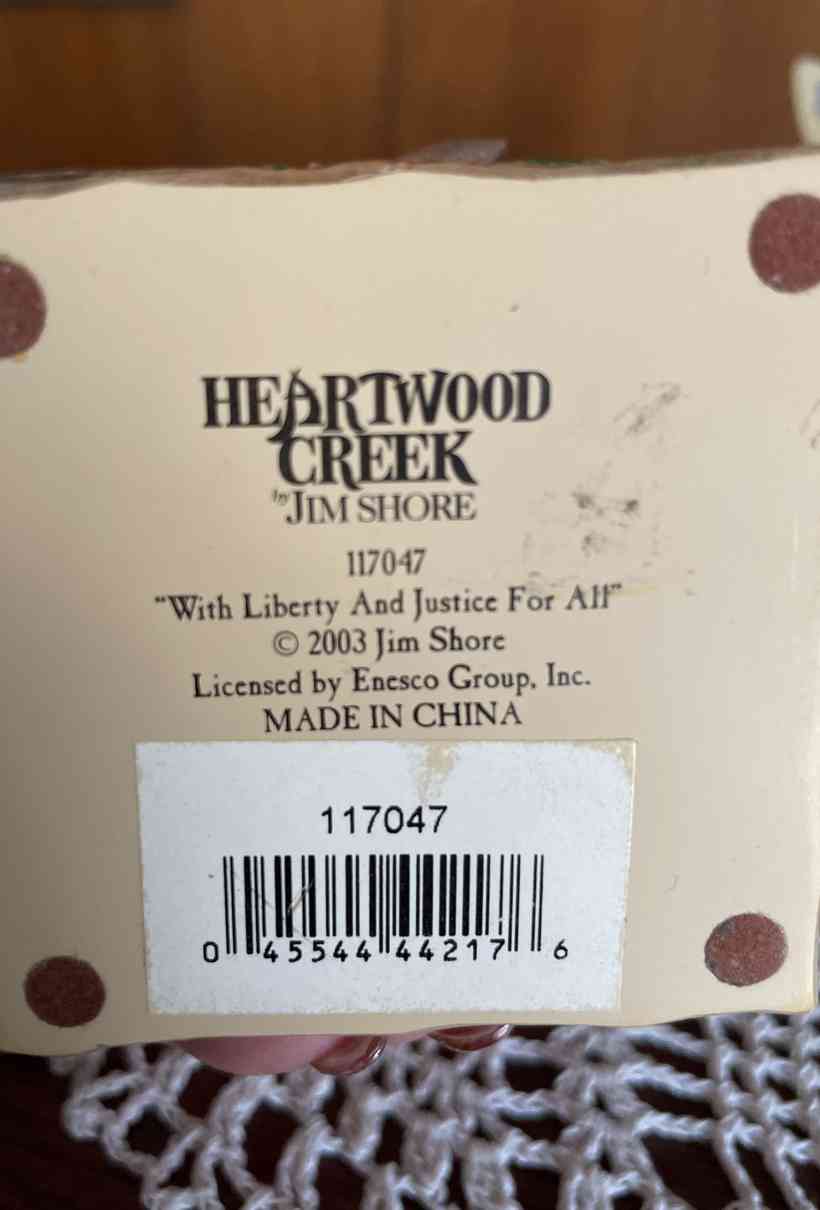 HEARTWOOD
CREEK
by JIM SHORE
117047
"With Liberty And Justice For All"
© 2003 Jim Shore
Licensed by Enesco Group, Inc.
MADE IN CHINA
117047
0 45544 44217 6